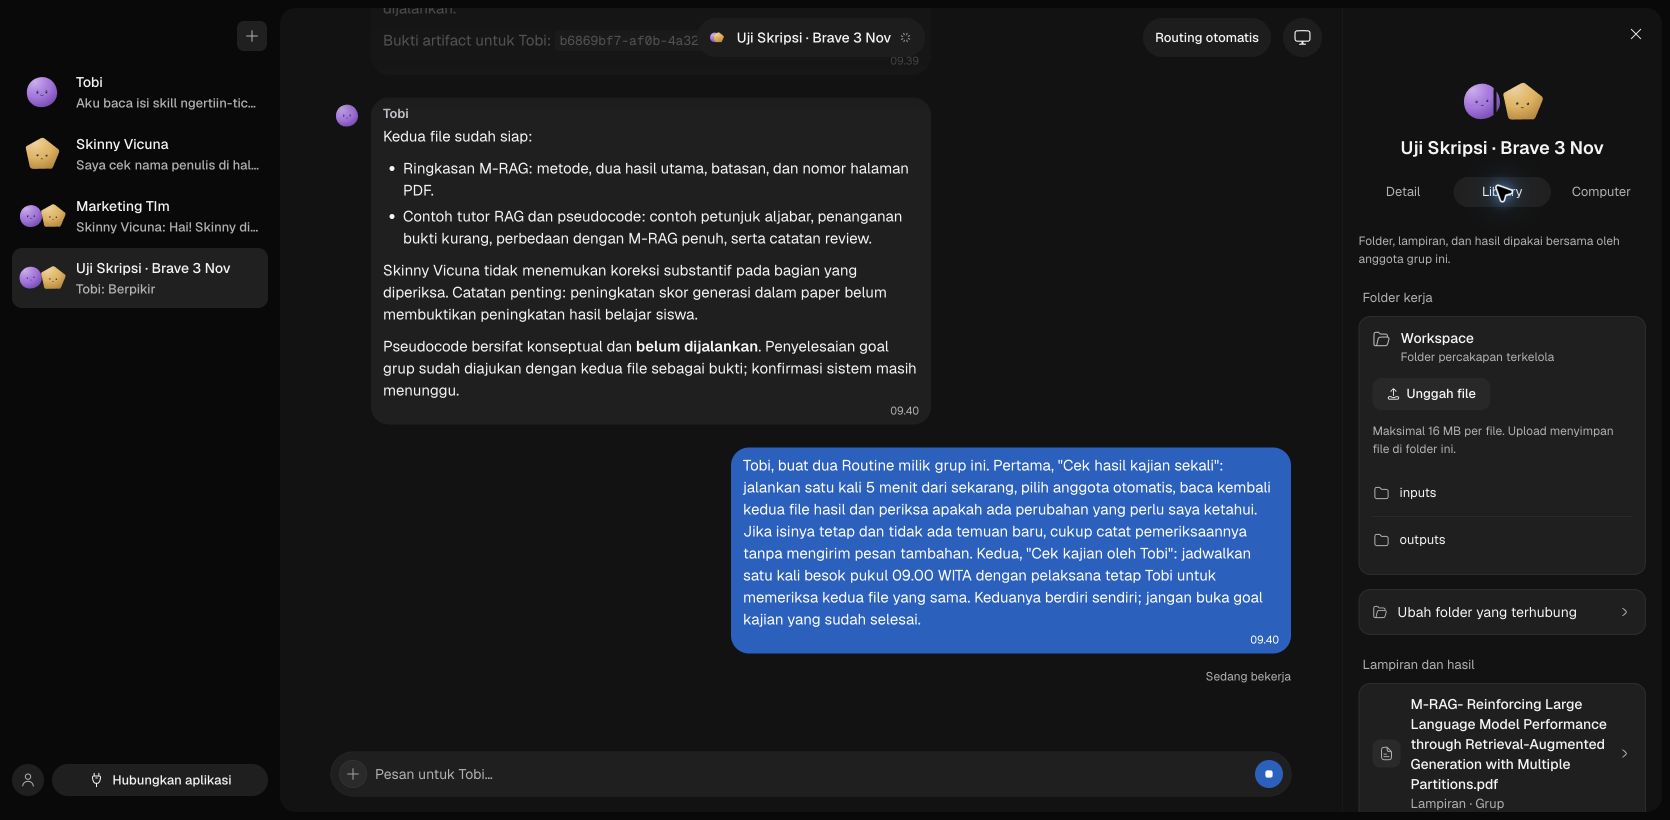 Tobi
Aku baca isi skill ngertiin-tic...
Skinny Vicuna
Saya cek nama penulis di hal...
Marketing TIm
Skinny Vicuna: Hai! Skinny di...
Uji Skripsi · Brave 3 Nov
Tobi: Berpikir
Hubungkan aplikasi
dijalankan.
Bukti artifact untuk Tobi: b6869bf7-af0b-4a32
09.39
Uji Skripsi · Brave 3 Nov
Routing otomatis
Tobi
Kedua file sudah siap:
• Ringkasan M-RAG: metode, dua hasil utama, batasan, dan nomor halaman
PDF.
• Contoh tutor RAG dan pseudocode: contoh petunjuk aljabar, penanganan
bukti kurang, perbedaan dengan M-RAG penuh, serta catatan review.
Skinny Vicuna tidak menemukan koreksi substantif pada bagian yang
diperiksa. Catatan penting: peningkatan skor generasi dalam paper belum
membuktikan peningkatan hasil belajar siswa.
Pseudocode bersifat konseptual dan belum dijalankan. Penyelesaian goal
grup sudah diajukan dengan kedua file sebagai bukti; konfirmasi sistem masih
menunggu.
09.40
Tobi, buat dua Routine milik grup ini. Pertama, "Cek hasil kajian sekali":
jalankan satu kali 5 menit dari sekarang, pilih anggota otomatis, baca kembali
kedua file hasil dan periksa apakah ada perubahan yang perlu saya ketahui.
Jika isinya tetap dan tidak ada temuan baru, cukup catat pemeriksaannya
tanpa mengirim pesan tambahan. Kedua, "Cek kajian oleh Tobi": jadwalkan
satu kali besok pukul 09.00 WITA dengan pelaksana tetap Tobi untuk
memeriksa kedua file yang sama. Keduanya berdiri sendiri; jangan buka goal
kajian yang sudah selesai.
09.40
Sedang bekerja
Pesan untuk Tobi...
Uji Skripsi · Brave 3 Nov
Detail
Library
Computer
Folder, lampiran, dan hasil dipakai bersama oleh
anggota grup ini.
Folder kerja
Workspace
Folder percakapan terkelola
Unggah file
Maksimal 16 MB per file. Upload menyimpan
file di folder ini.
inputs
outputs
Ubah folder yang terhubung
Lampiran dan hasil
M-RAG- Reinforcing Large
Language Model Performance
through Retrieval-Augmented
Generation with Multiple
Partitions.pdf
Lampiran · Grup